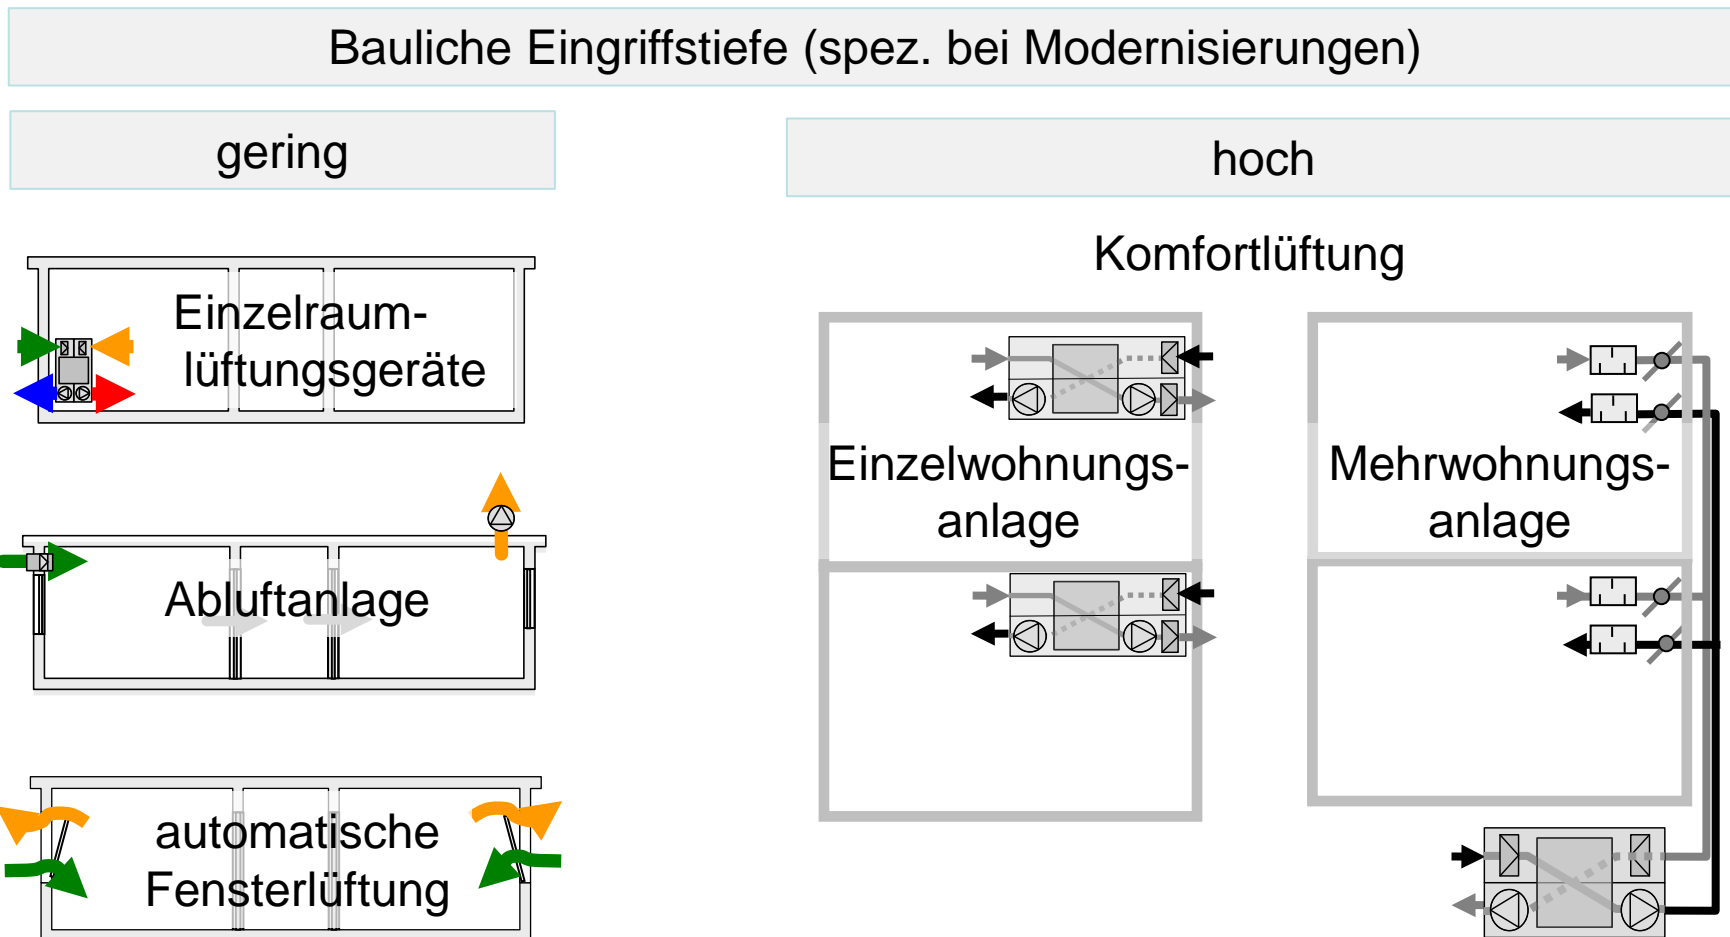 Bauliche Eingriffstiefe (spez. bei Modernisierungen)
gering
hoch
Einzelraum-
lüftungsgeräte
Abluftanlage
automatische
Fensterlüftung
Komfortlüftung
Einzelwohnungs-
anlage
Mehrwohnungs-
anlage